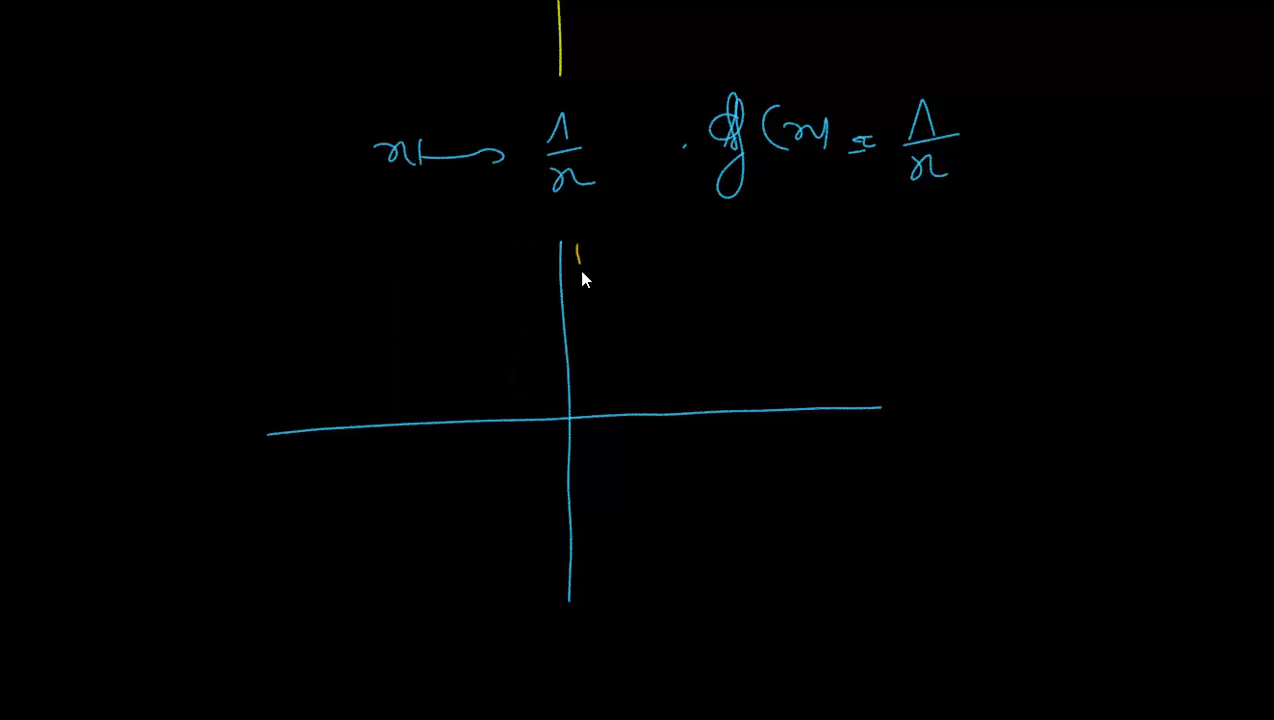 x ↦ 1/x . f(x) = 1/x